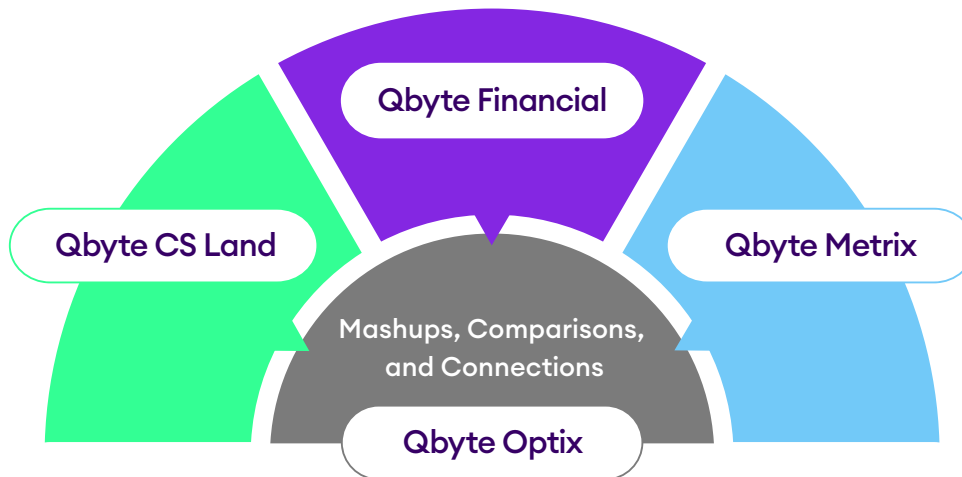 Qbyte Financial
Qbyte CS Land
Qbyte Metrix
Mashups, Comparisons,
and Connections
Qbyte Optix